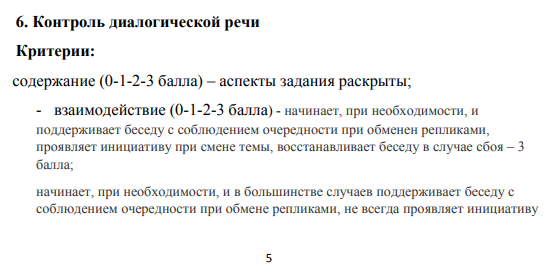 6. Контроль диалогической речи
Критерии:
содержание (0-1-2-3 балла) – аспекты задания раскрыты;
- взаимодействие (0-1-2-3 балла) - начинает, при необходимости, и
поддерживает беседу с соблюдением очередности при обменен репликами,
проявляет инициативу при смене темы, восстанавливает беседу в случае сбоя – 3
балла;
начинает, при необходимости, и в большинстве случаев поддерживает беседу с
соблюдением очередности при обмене репликами, не всегда проявляет инициативу
5